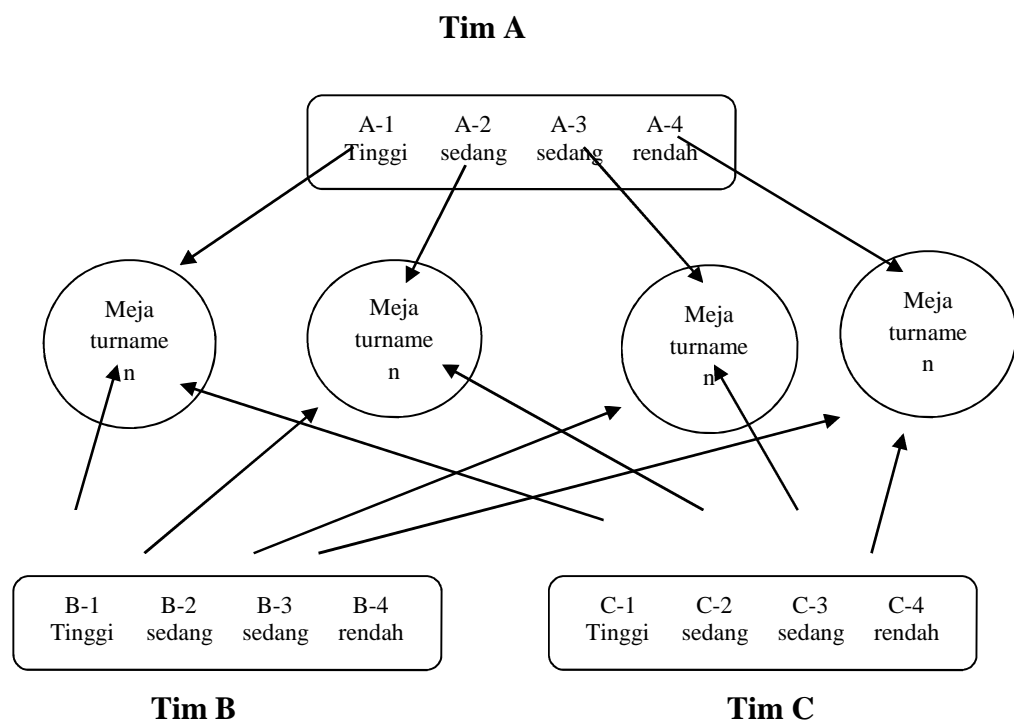 Tim A
A-1 A-2 A-3 A-4
Tinggi sedang sedang rendah
Meja
turname
n
Meja
turname
n
Meja
turname
n
Meja
turname
n
B-1 B-2 B-3 B-4
Tinggi sedang sedang rendah
C-1 C-2 C-3 C-4
Tinggi sedang sedang rendah
Tim B
Tim C